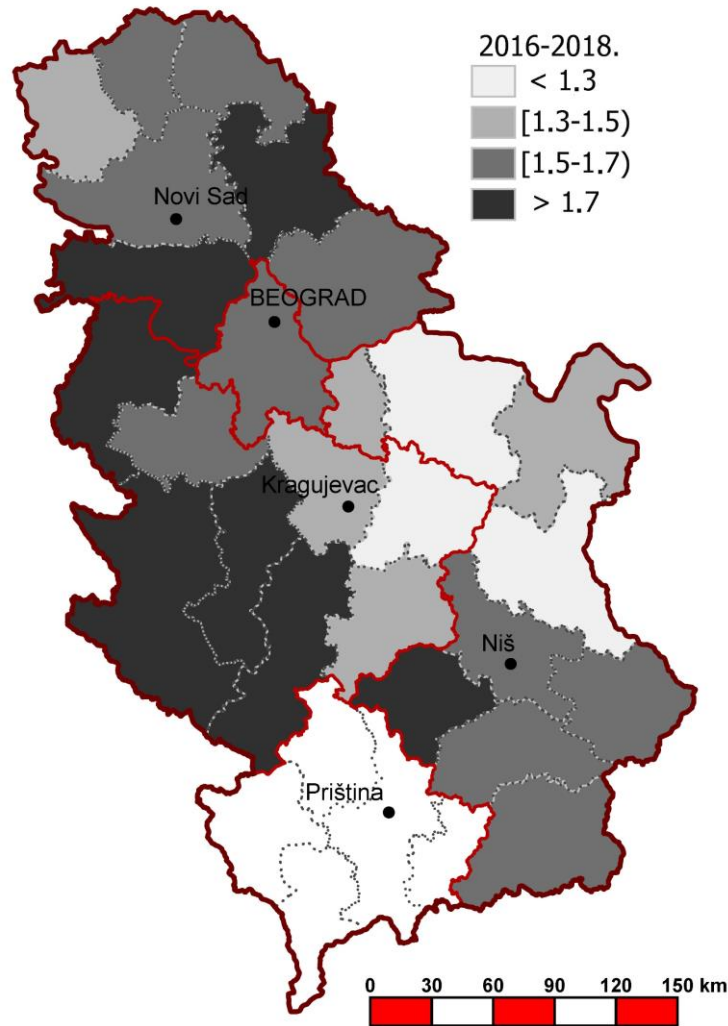 2016-2018.
< 1.3
[1.3-1.5)
[1.5-1.7)
> 1.7
Novi Sad
BEOGRAD
Kragujevac
Niš
Priština
0 30 60 90 120 150 km